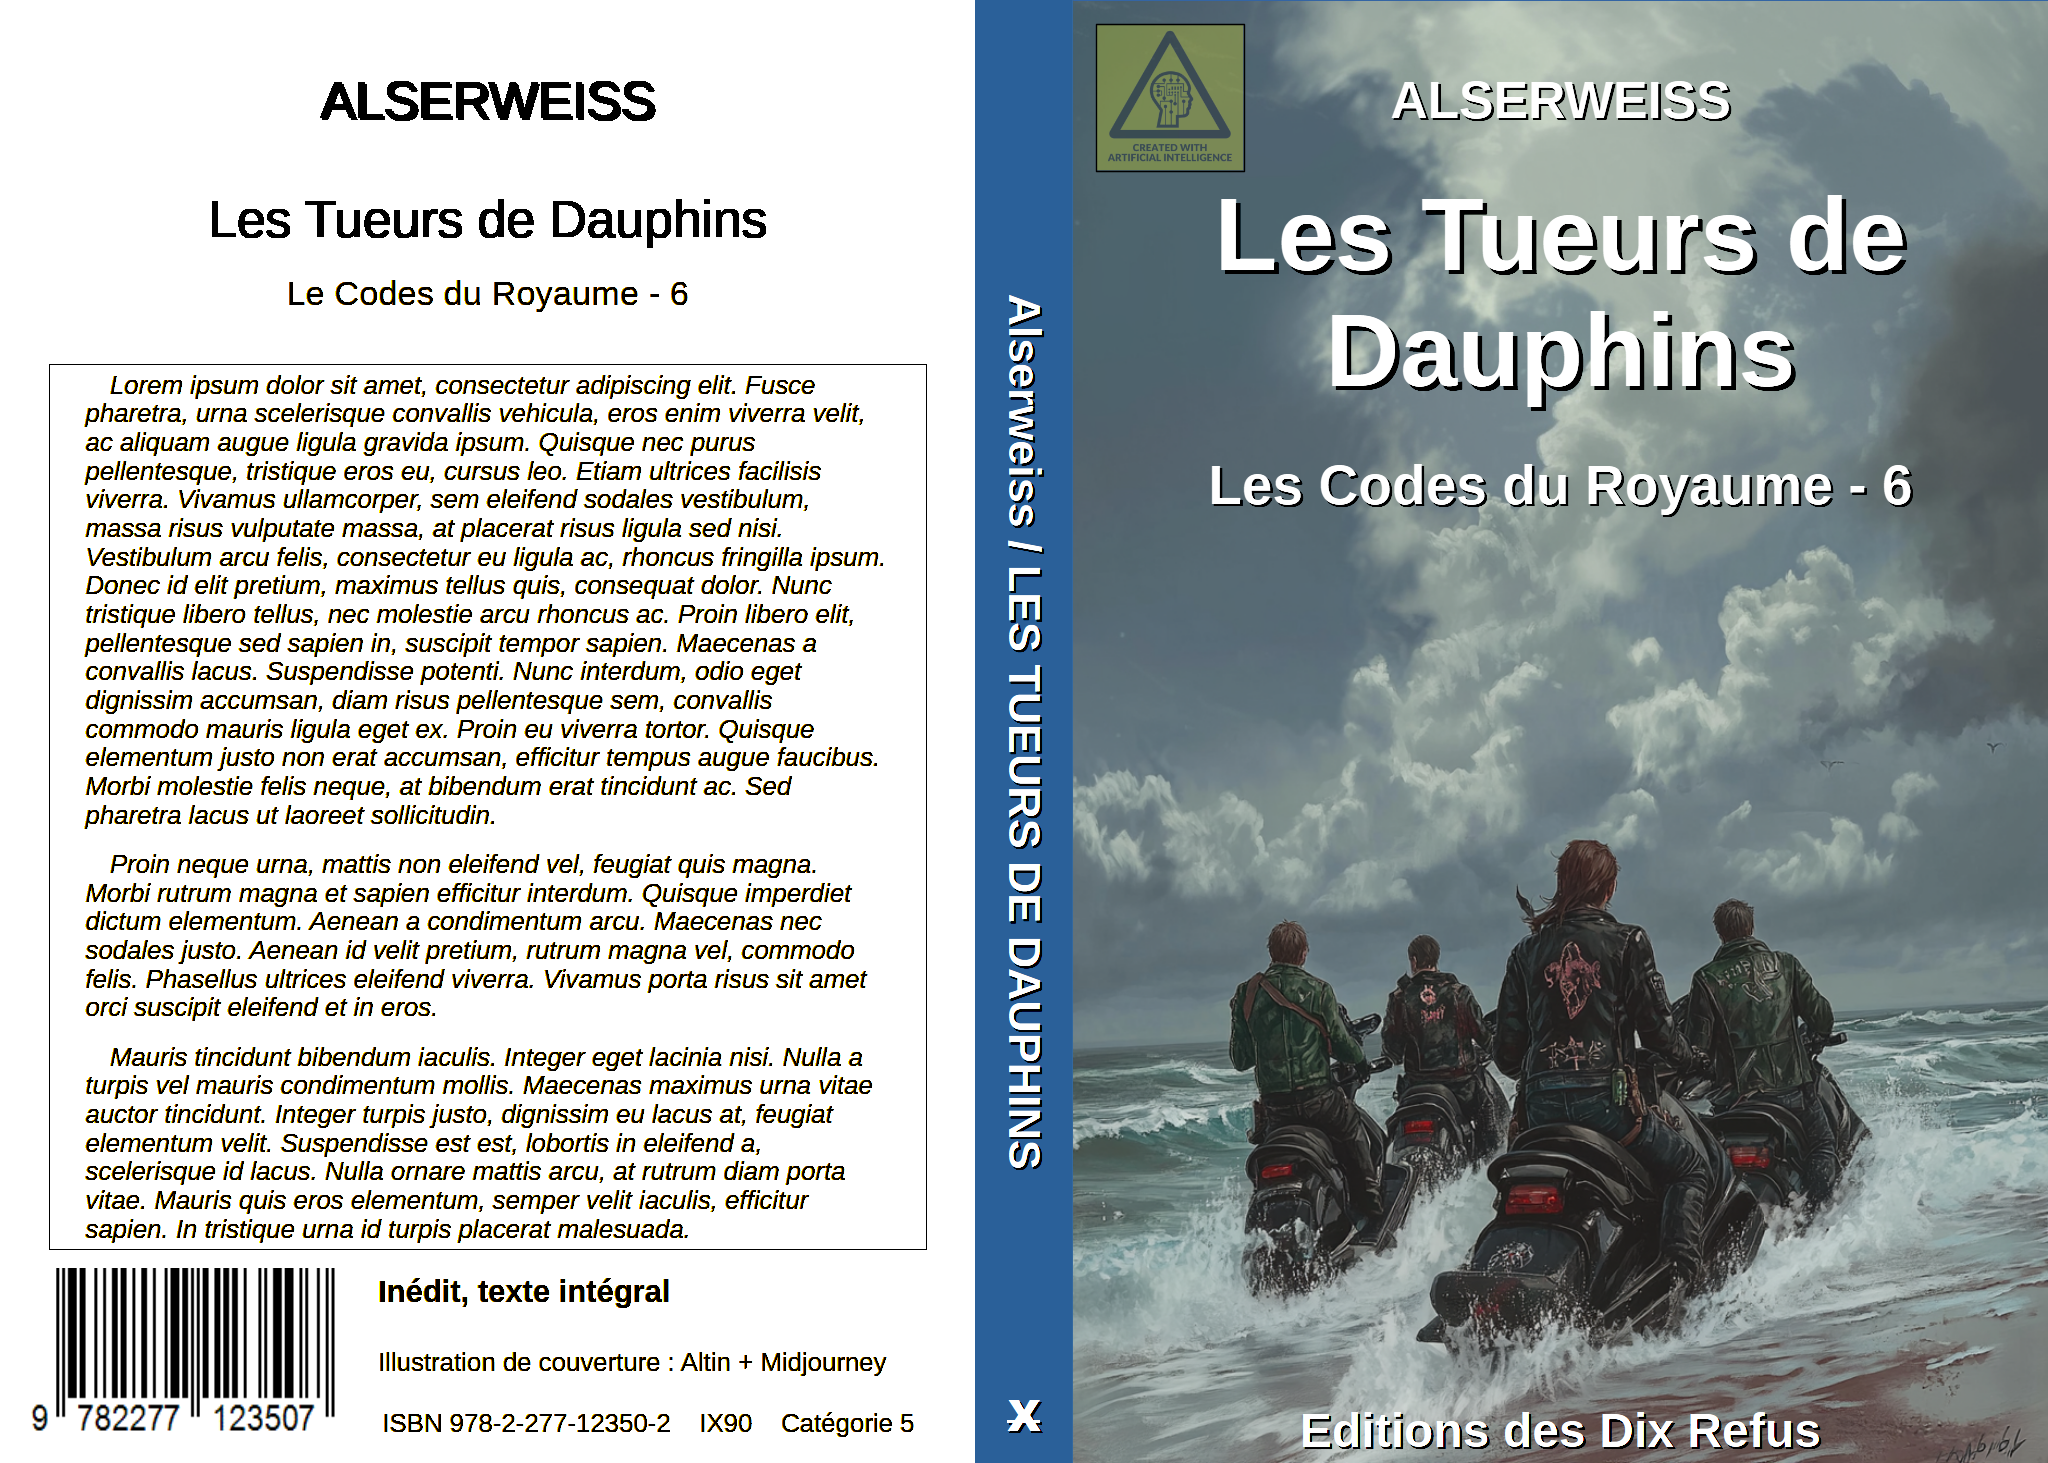 ALSERWEISS
Les Tueurs de Dauphins
Le Codes du Royaume - 6
Lorem ipsum dolor sit amet, consectetur adipiscing elit. Fusce
pharetra, urna scelerisque convallis vehicula, eros enim viverra velit,
ac aliquam augue ligula gravida ipsum. Quisque nec purus
pellentesque, tristique eros eu, cursus leo. Etiam ultrices facilisis
viverra. Vivamus ullamcorper, sem eleifend sodales vestibulum,
massa risus vulputate massa, at placerat risus ligula sed nisi.
Vestibulum arcu felis, consectetur eu ligula ac, rhoncus fringilla ipsum.
Donec id elit pretium, maximus tellus quis, consequat dolor. Nunc
tristique libero tellus, nec molestie arcu rhoncus ac. Proin libero elit,
pellentesque sed sapien in, suscipit tempor sapien. Maecenas a
convallis lacus. Suspendisse potenti. Nunc interdum, odio eget
dignissim accumsan, diam risus pellentesque sem, convallis
commodo mauris ligula eget ex. Proin eu viverra tortor. Quisque
elementum justo non erat accumsan, efficitur tempus augue faucibus.
Morbi molestie felis neque, at bibendum erat tincidunt ac. Sed
pharetra lacus ut laoreet sollicitudin.
Proin neque urna, mattis non eleifend vel, feugiat quis magna.
Morbi rutrum magna et sapien efficitur interdum. Quisque imperdiet
dictum elementum. Aenean a condimentum arcu. Maecenas nec
sodales justo. Aenean id velit pretium, rutrum magna vel, commodo
felis. Phasellus ultrices eleifend viverra. Vivamus porta risus sit amet
orci suscipit eleifend et in eros.
Mauris tincidunt bibendum iaculis. Integer eget lacinia nisi. Nulla a
turpis vel mauris condimentum mollis. Maecenas maximus urna vitae
auctor tincidunt. Integer turpis justo, dignissim eu lacus at, feugiat
elementum velit. Suspendisse est est, lobortis in eleifend a,
scelerisque id lacus. Nulla ornare mattis arcu, at rutrum diam porta
vitae. Mauris quis eros elementum, semper velit iaculis, efficitur
sapien. In tristique urna id turpis placerat malesuada.
9 782277 123507
Inédit, texte intégral
Illustration de couverture : Altin + Midjourney
ISBN 978-2-277-12350-2 IX90 Catégorie 5
Alserweiss / LES TUEURS DE DAUPHINS
X
CREATED WITH
ARTIFICIAL INTELLIGENCE
ALSERWEISS
Les Tueurs de
Dauphins
Les Codes du Royaume - 6
Editions des Dix Refus